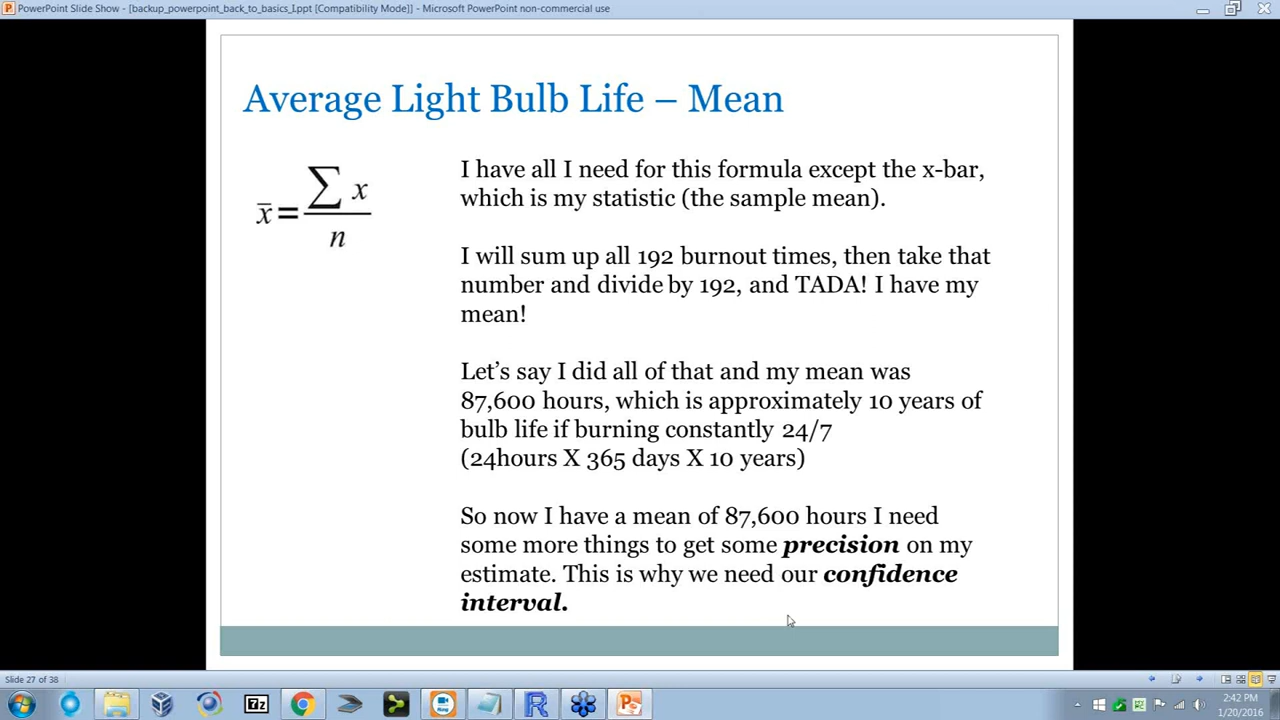 PowerPoint Slide Show - [backup_powerpoint_back_to_basics_I.ppt [Compatibility Mode]] - Microsoft PowerPoint non-commercial use
Average Light Bulb Life – Mean
x̄ = ∑ x / n
I have all I need for this formula except the x-bar,
which is my statistic (the sample mean).
I will sum up all 192 burnout times, then take that
number and divide by 192, and TADA! I have my
mean!
Let’s say I did all of that and my mean was
87,600 hours, which is approximately 10 years of
bulb life if burning constantly 24/7
(24hours X 365 days X 10 years)
So now I have a mean of 87,600 hours I need
some more things to get some precision on my
estimate. This is why we need our confidence
interval.
Slide 27 of 38
7z
R
2:42 PM
1/20/2016